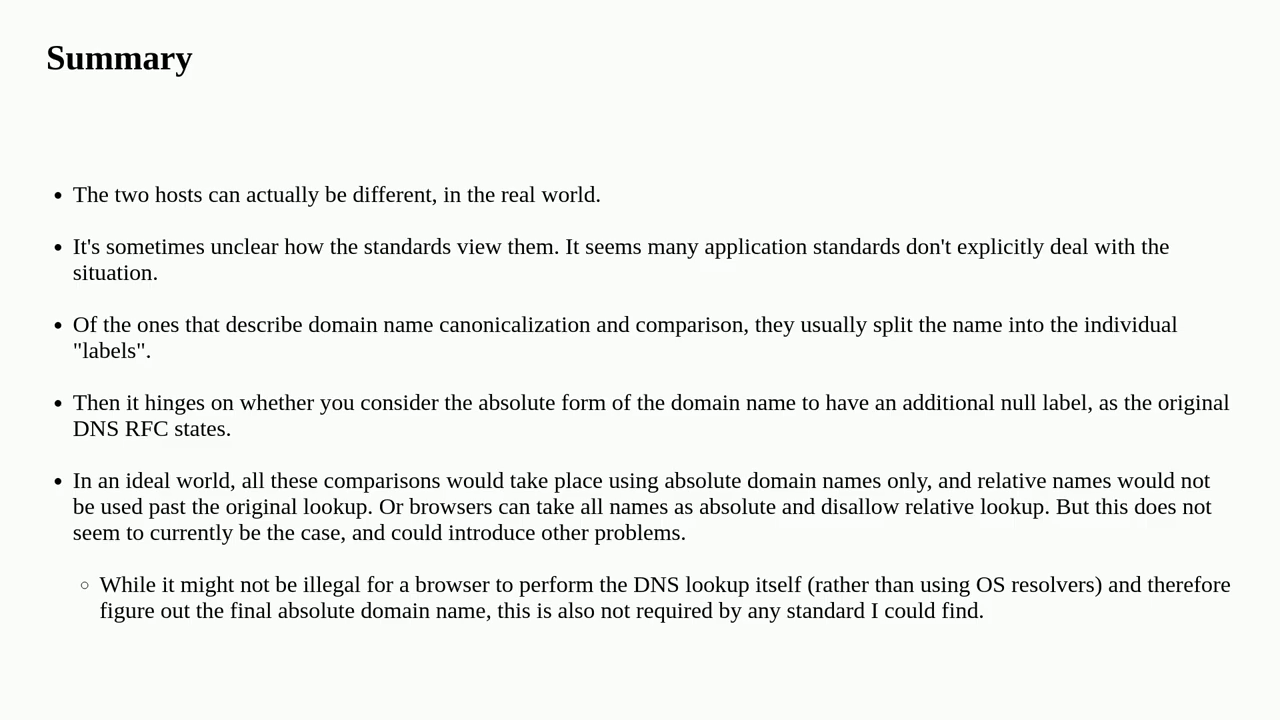 Summary
The two hosts can actually be different, in the real world.
It's sometimes unclear how the standards view them. It seems many application standards don't explicitly deal with the
situation.
Of the ones that describe domain name canonicalization and comparison, they usually split the name into the individual
"labels".
Then it hinges on whether you consider the absolute form of the domain name to have an additional null label, as the original
DNS RFC states.
In an ideal world, all these comparisons would take place using absolute domain names only, and relative names would not
be used past the original lookup. Or browsers can take all names as absolute and disallow relative lookup. But this does not
seem to currently be the case, and could introduce other problems.
While it might not be illegal for a browser to perform the DNS lookup itself (rather than using OS resolvers) and therefore
figure out the final absolute domain name, this is also not required by any standard I could find.